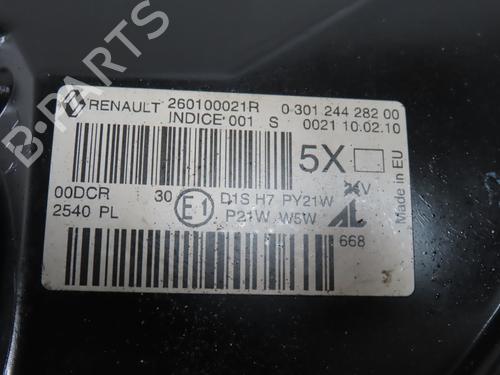 B-PARTS
RENAULT 260100021R 0 301 244 282 00
INDICE 001 S 0021 10.02.10
5X
Made in EU
00DCR 30 E1 D1S H7 PY21W
2540 PL P21W W5W AL
668